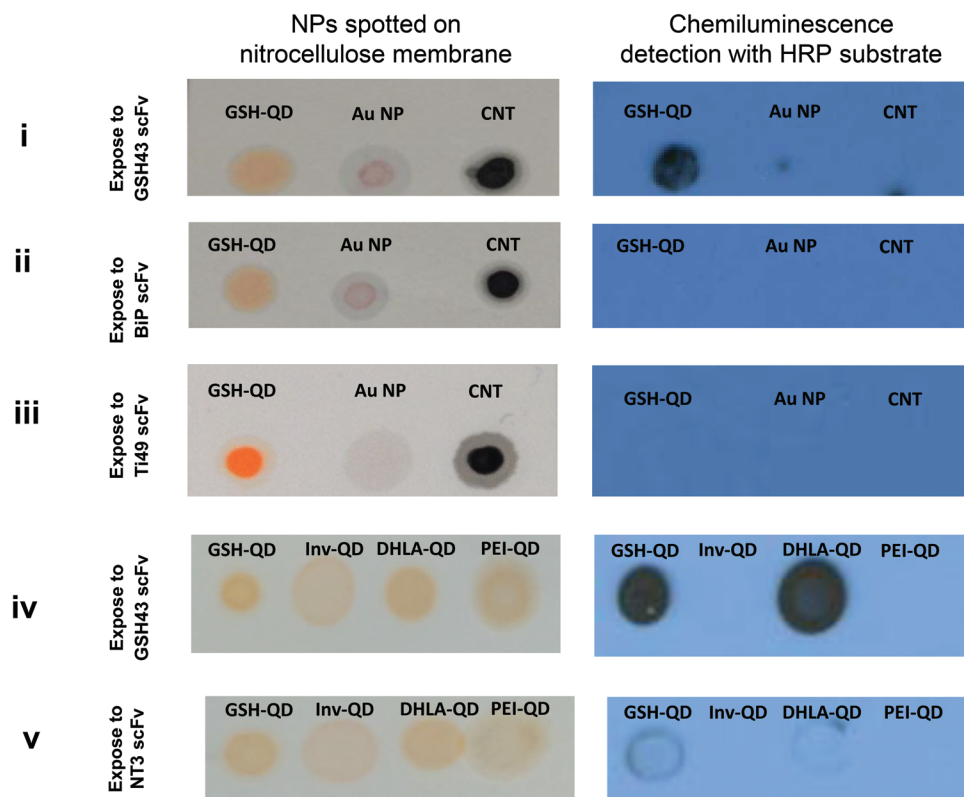 NPs spotted on
nitrocellulose membrane
Chemiluminescence
detection with HRP substrate
i
Expose to
GSH43 scFv
GSH-QD Au NP CNT
GSH-QD Au NP CNT
ii
Expose to
BiP scFv
GSH-QD Au NP CNT
GSH-QD Au NP CNT
iii
Expose to
Ti49 scFv
GSH-QD Au NP CNT
GSH-QD Au NP CNT
iv
Expose to
GSH43 scFv
GSH-QD Inv-QD DHLA-QD PEI-QD
GSH-QD Inv-QD DHLA-QD PEI-QD
v
Expose to
NT3 scFv
GSH-QD Inv-QD DHLA-QD PEI-QD
GSH-QD Inv-QD DHLA-QD PEI-QD